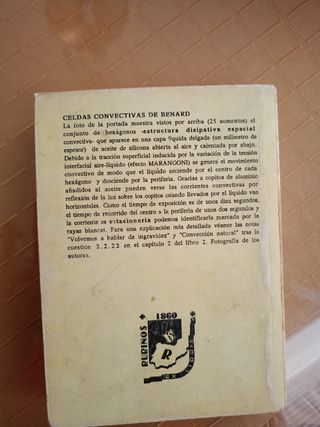 CELDAS CONVECTIVAS DE BENARD
La foto de la portada muestra vistos por arriba (25 aumentos) el
conjunto de hexágonos -estructura disipativa espacial
convectiva- que aparece en una capa líquida delgada (un milímetro de
espesor) de aceite de silicona abierta al aire y calentada por abajo.
Debido a la tracción superficial inducida por la variación de la tensión
interfacial aire-líquido (efecto MARANGONI) se genera el movimiento
convectivo de modo que el líquido asciende por el centro de cada
hexágono y desciende por la periferia. Gracias a copitos de aluminio
añadidos al aceite pueden verse las corrientes convectivas por
reflexión de la luz sobre los copitos cuando llevados por el líquido van
horizontales. Como el tiempo de exposición es de unos diez segundos,
el tiempo de recorrido del centro a la periferia de unos dos segundos y
la corriente es estacionaria podemos identificarla marcada por la
rayas blancas. Para una explicación más detallada véanse las notas
"Volvemos a hablar de ingravidez" y "Convección natural" tras la
cuestión 2.2.22 en el capítulo 2 del libro 2. Fotografía de los
autores.
1860
RUBIÑOS
R